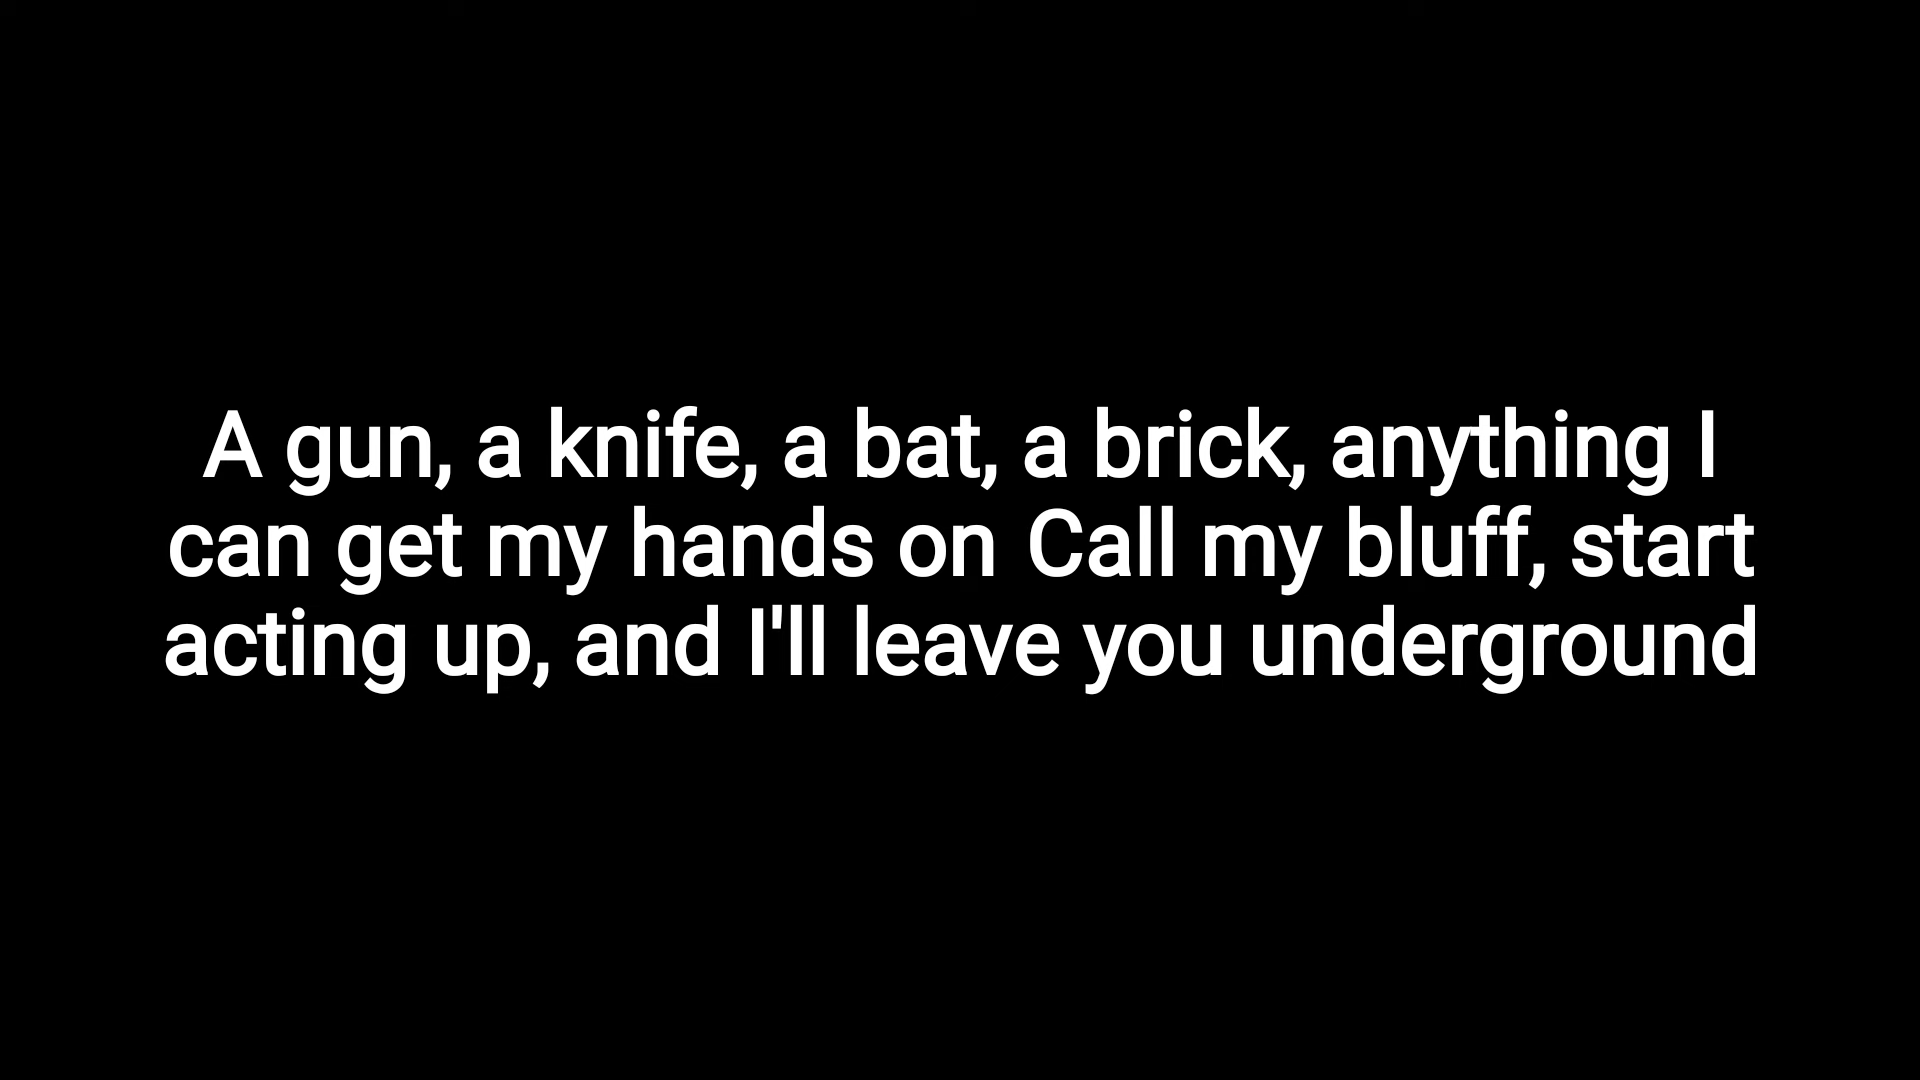 A gun, a knife, a bat, a brick, anything I
can get my hands on Call my bluff, start
acting up, and I'll leave you underground